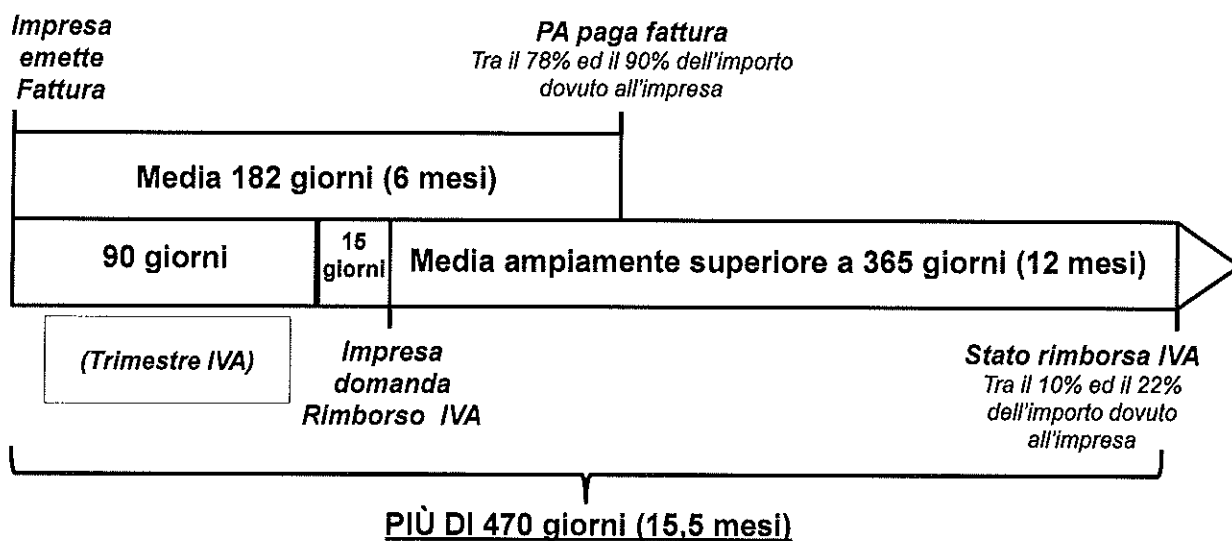 Impresa
emette
Fattura
PA paga fattura
Tra il 78% ed il 90% dell'importo
dovuto all'impresa
Media 182 giorni (6 mesi)
90 giorni
15
giorni
Media ampiamente superiore a 365 giorni (12 mesi)
(Trimestre IVA)
Impresa
domanda
Rimborso IVA
Stato rimborsa IVA
Tra il 10% ed il 22%
dell'importo dovuto
all'impresa
PIÙ DI 470 giorni (15,5 mesi)